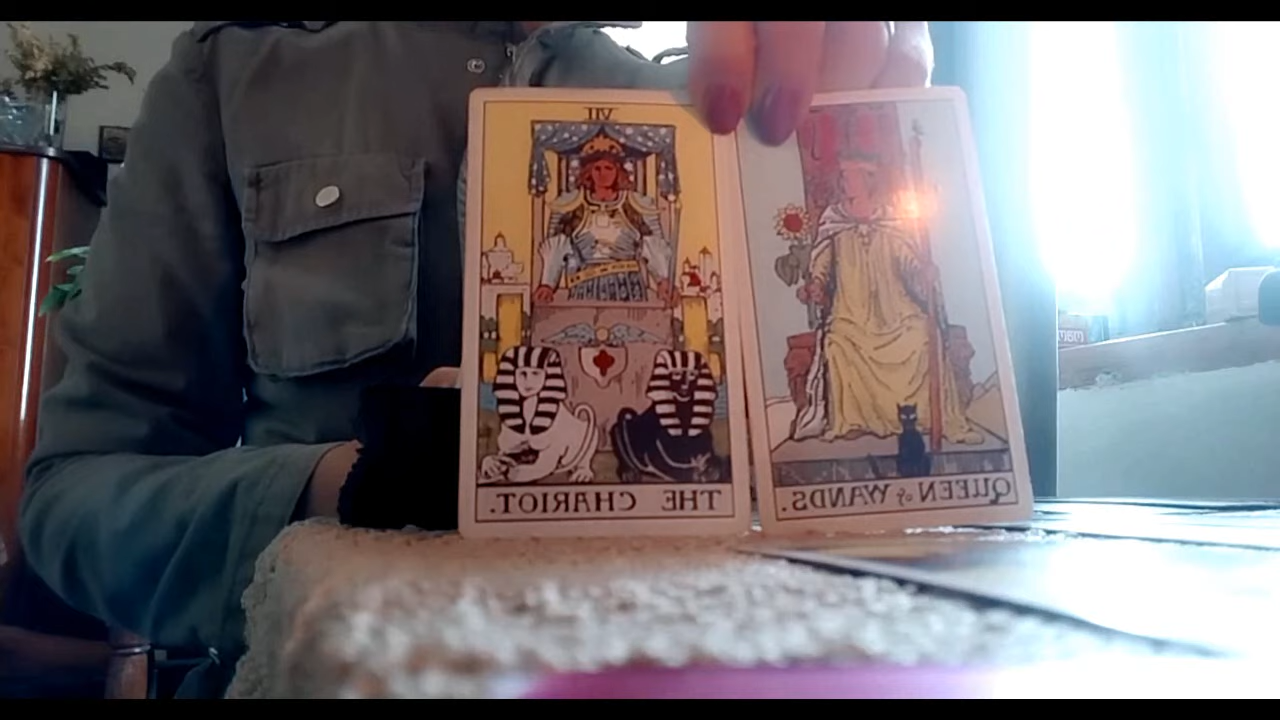 VII
THE CHARIOT.
QUEEN of WANDS.